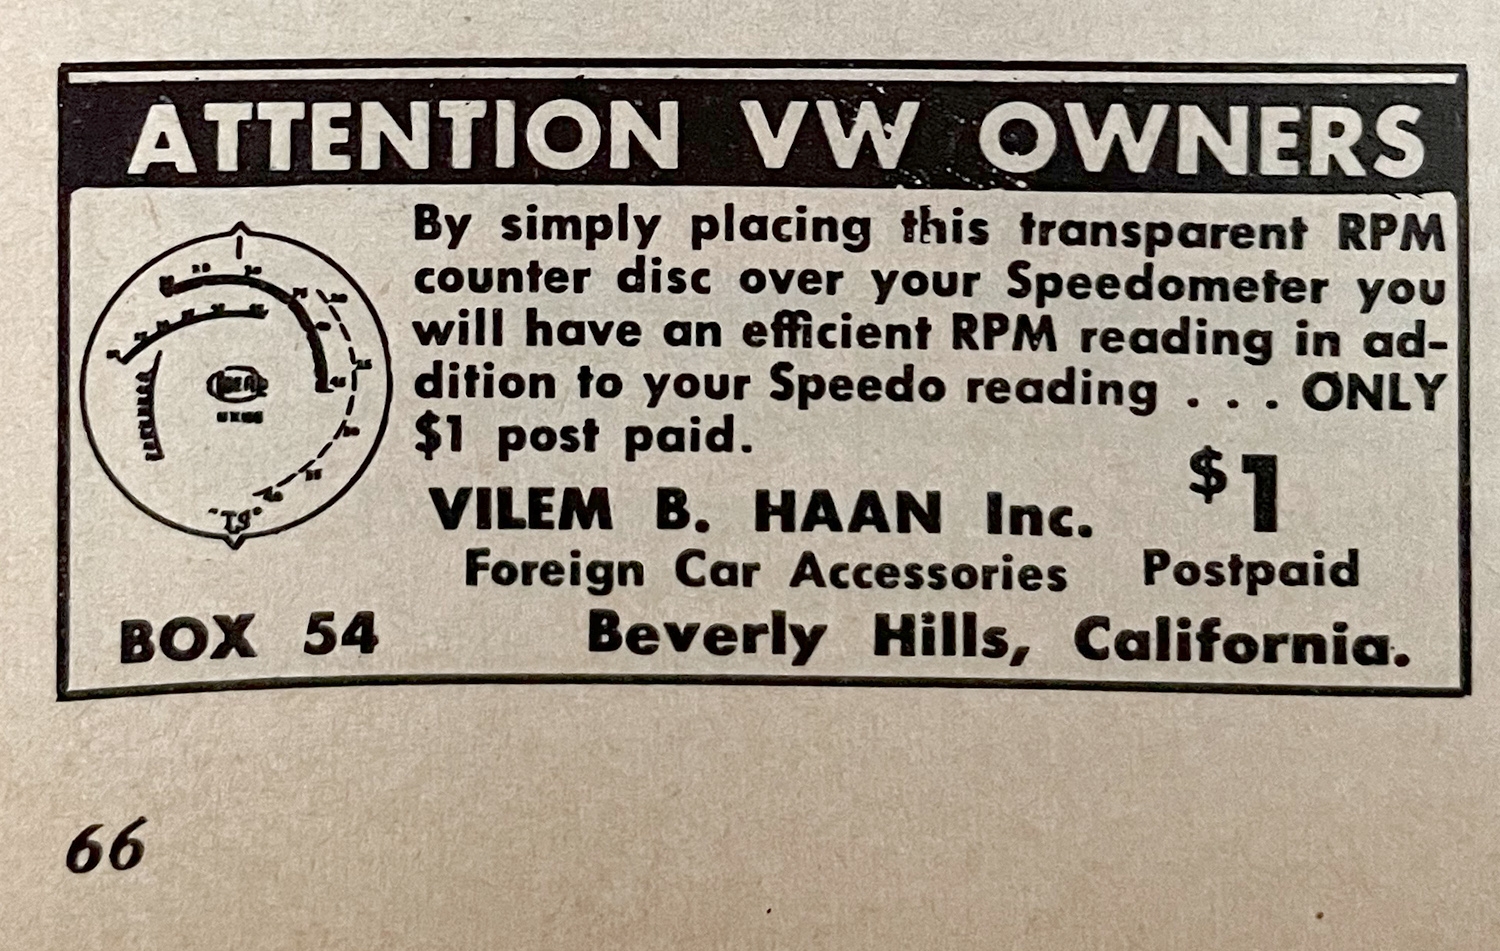 ATTENTION VW OWNERS
By simply placing this transparent RPM
counter disc over your Speedometer you
will have an efficient RPM reading in ad-
dition to your Speedo reading . . . ONLY
$1 post paid.
$1
VILEM B. HAAN Inc.
Foreign Car Accessories
Postpaid
BOX 54
Beverly Hills, California.
66